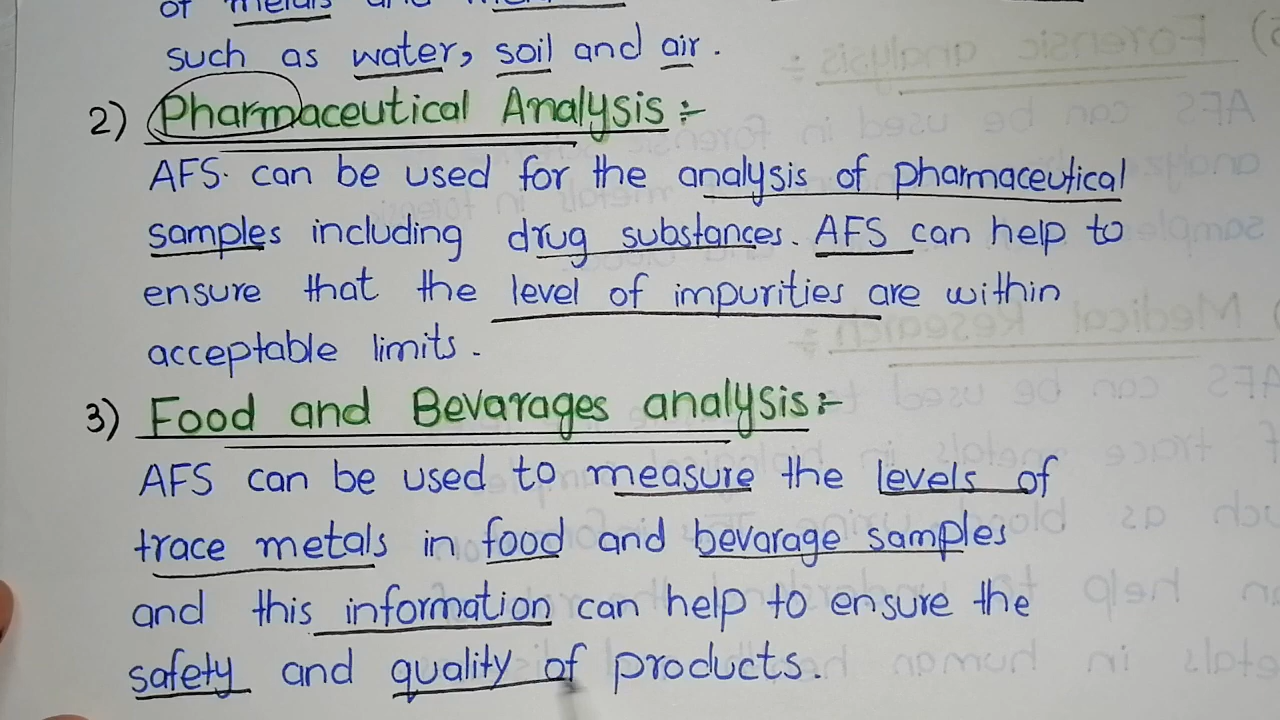 of metals and
such as water, soil and air.
2) Pharmaceutical Analysis :-
AFS. can be used for the analysis of pharmaceutical
samples including drug substances. AFS can help to
ensure that the level of impurities are within
acceptable limits.
3) Food and Bevarages analysis :-
AFS can be used to measure the levels of
trace metals in food and bevarage samples
and this information can help to ensure the
safety and quality of products.